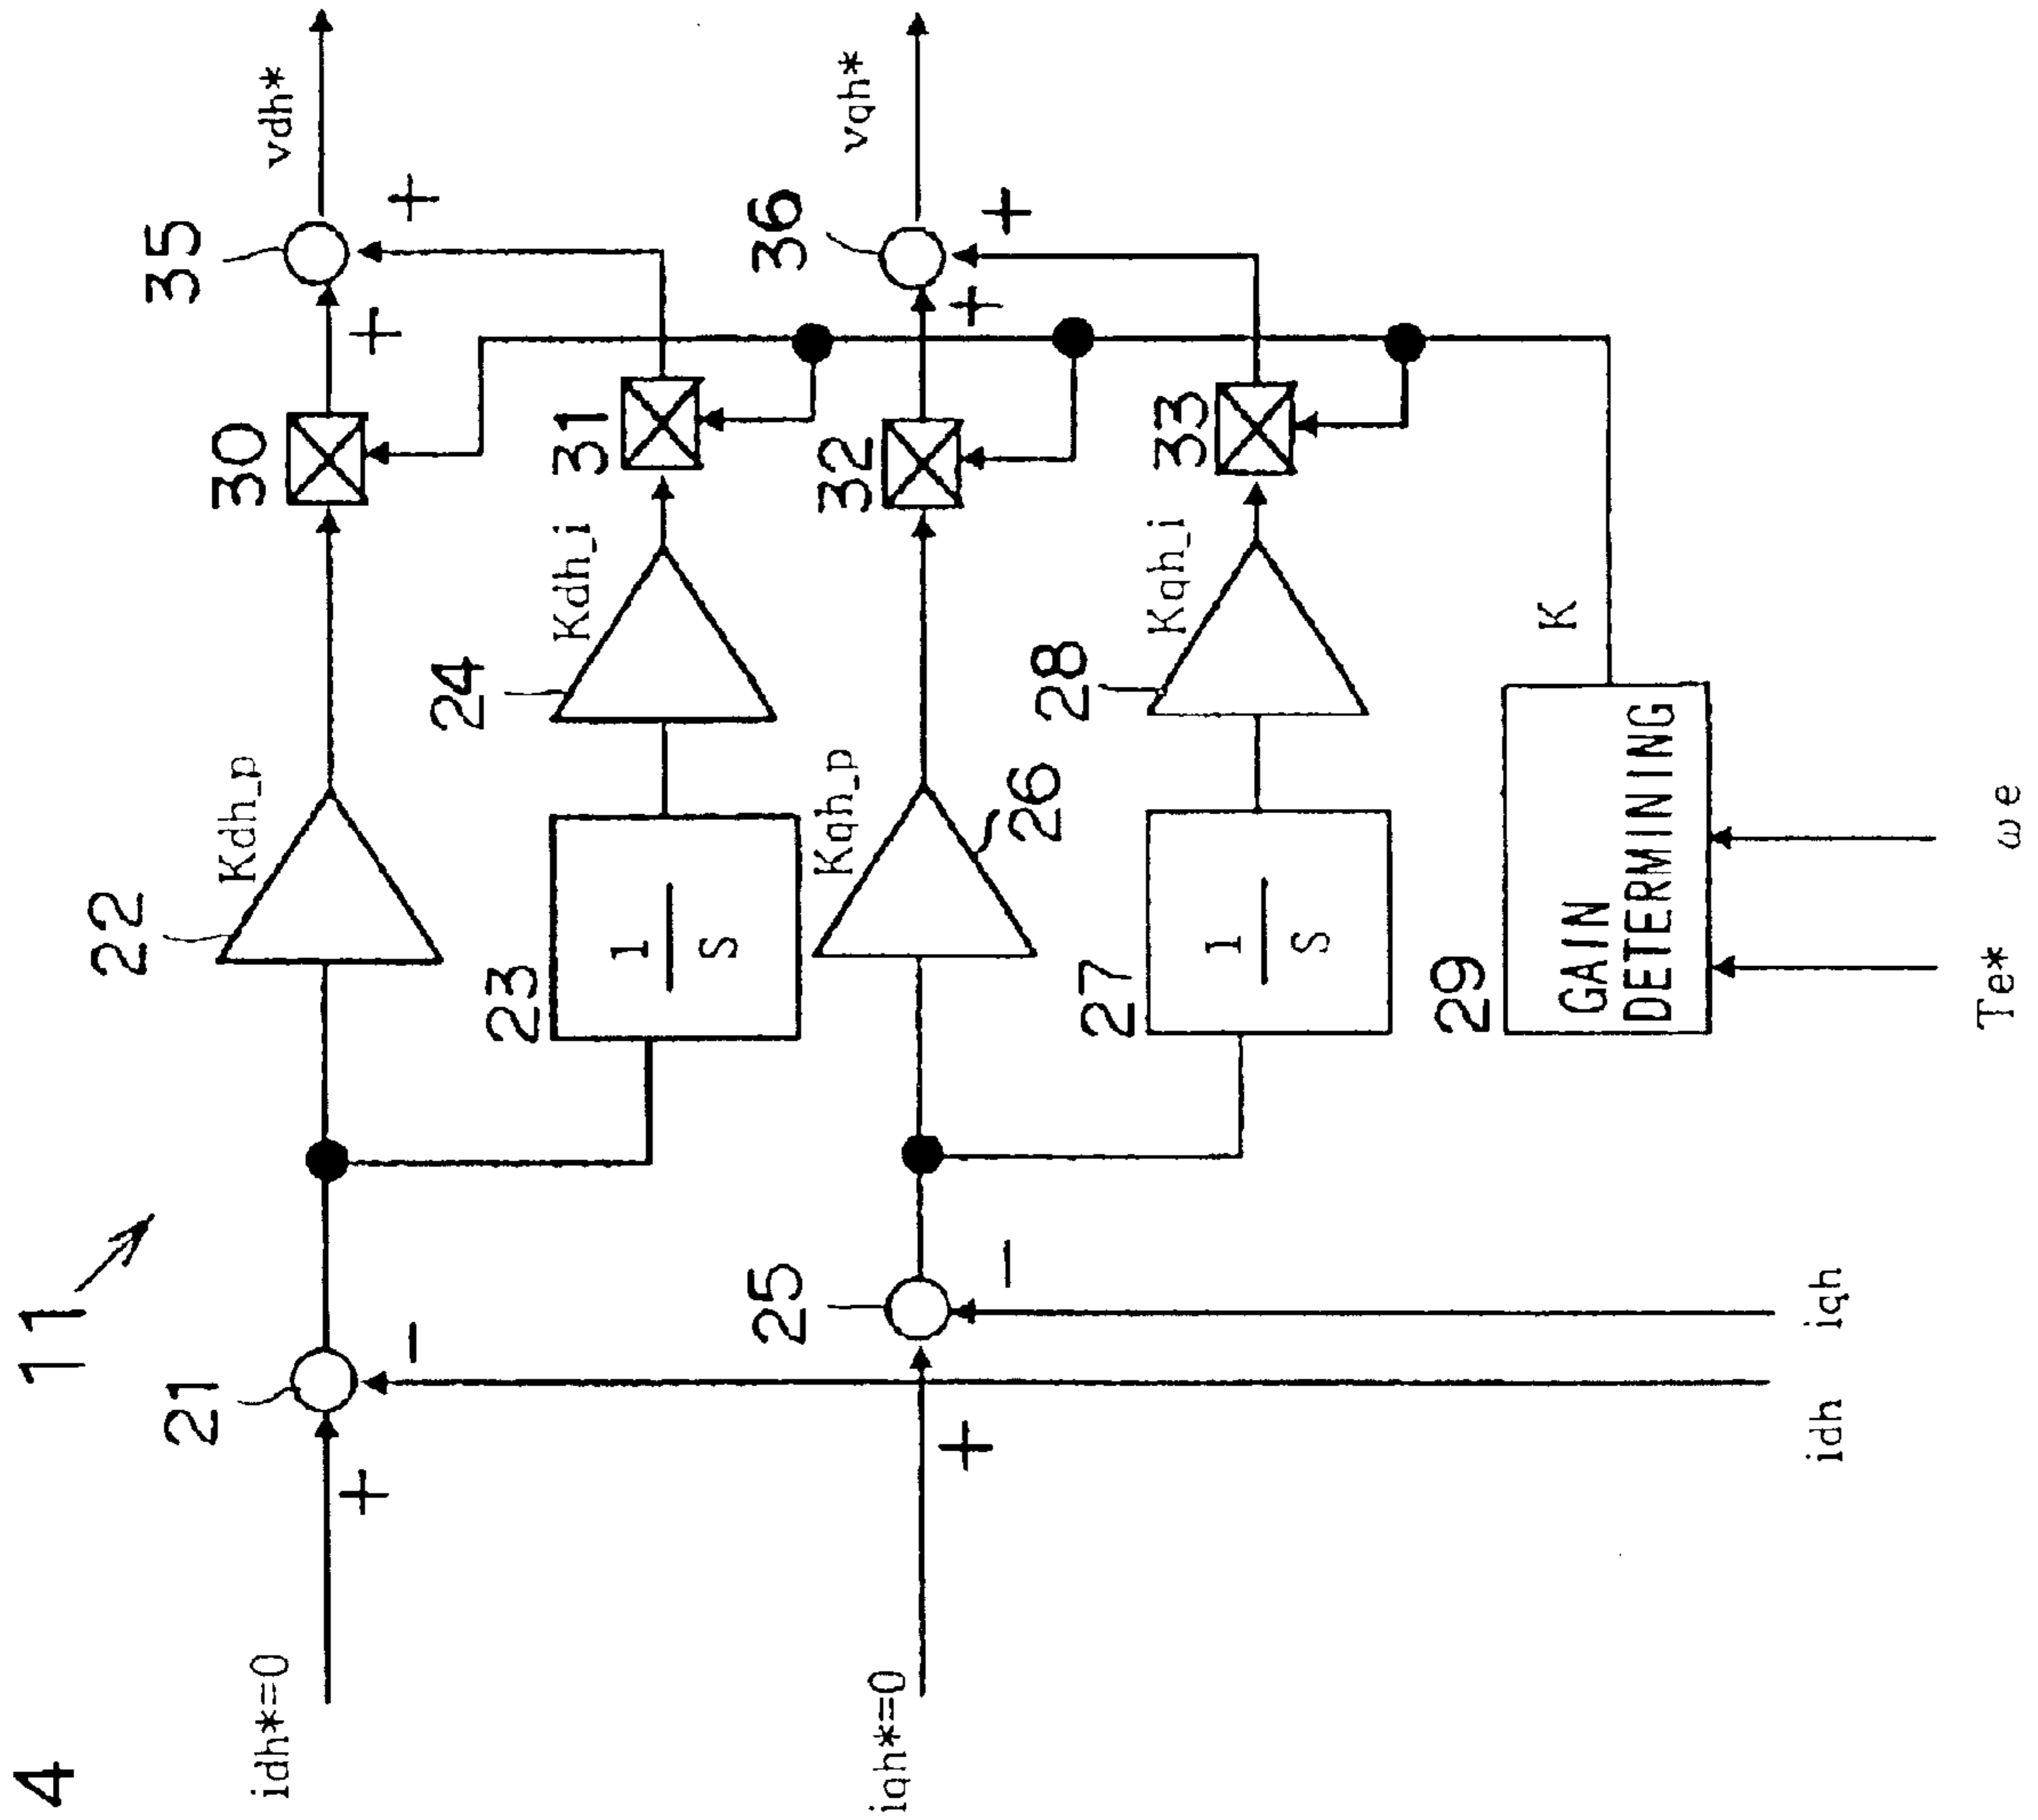 4
11
idh*=0
+
21
−
22
Kdh_p
30
+
35
+
vdh*
23
1
S
24
Kdh_i
31
iqh*=0
+
25
−
Kqh_p
26
32
+
36
+
vqh*
27
1
S
28
Kqh_i
33
29
GAIN
DETERMINING
K
idh
iqh
Te*
ωe